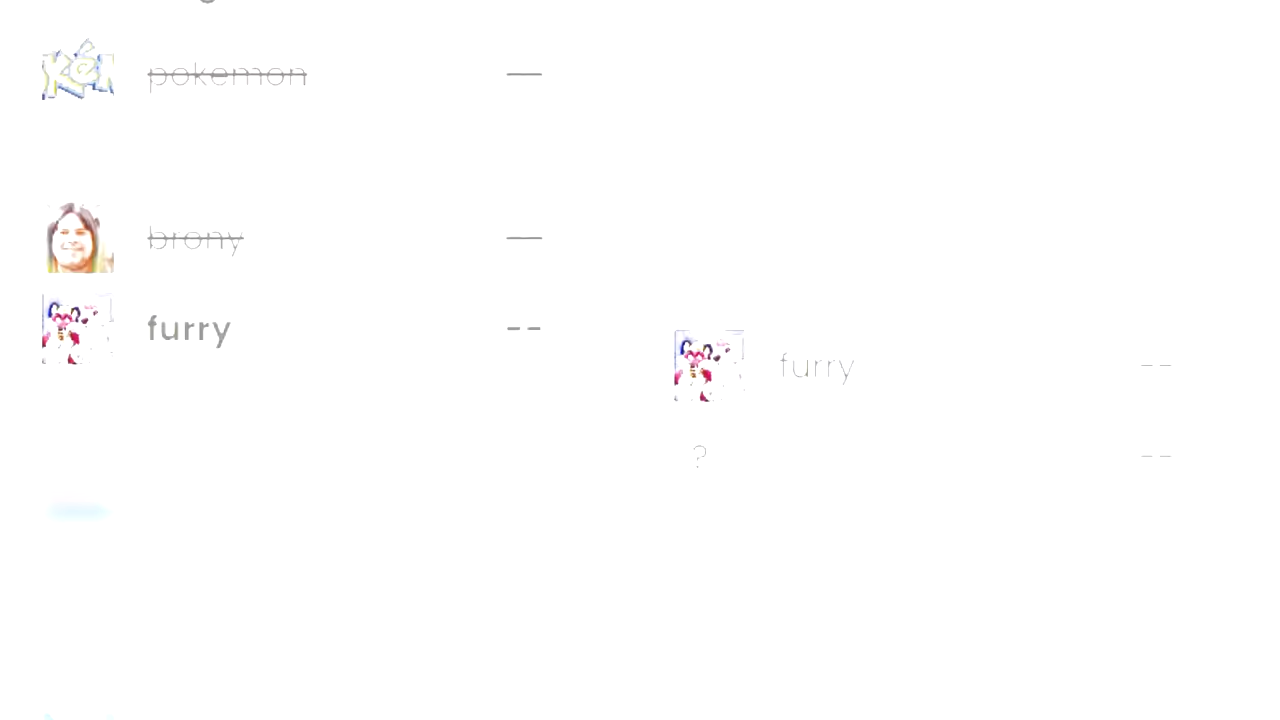 pokemon —
brony —
furry --
furry --
? --